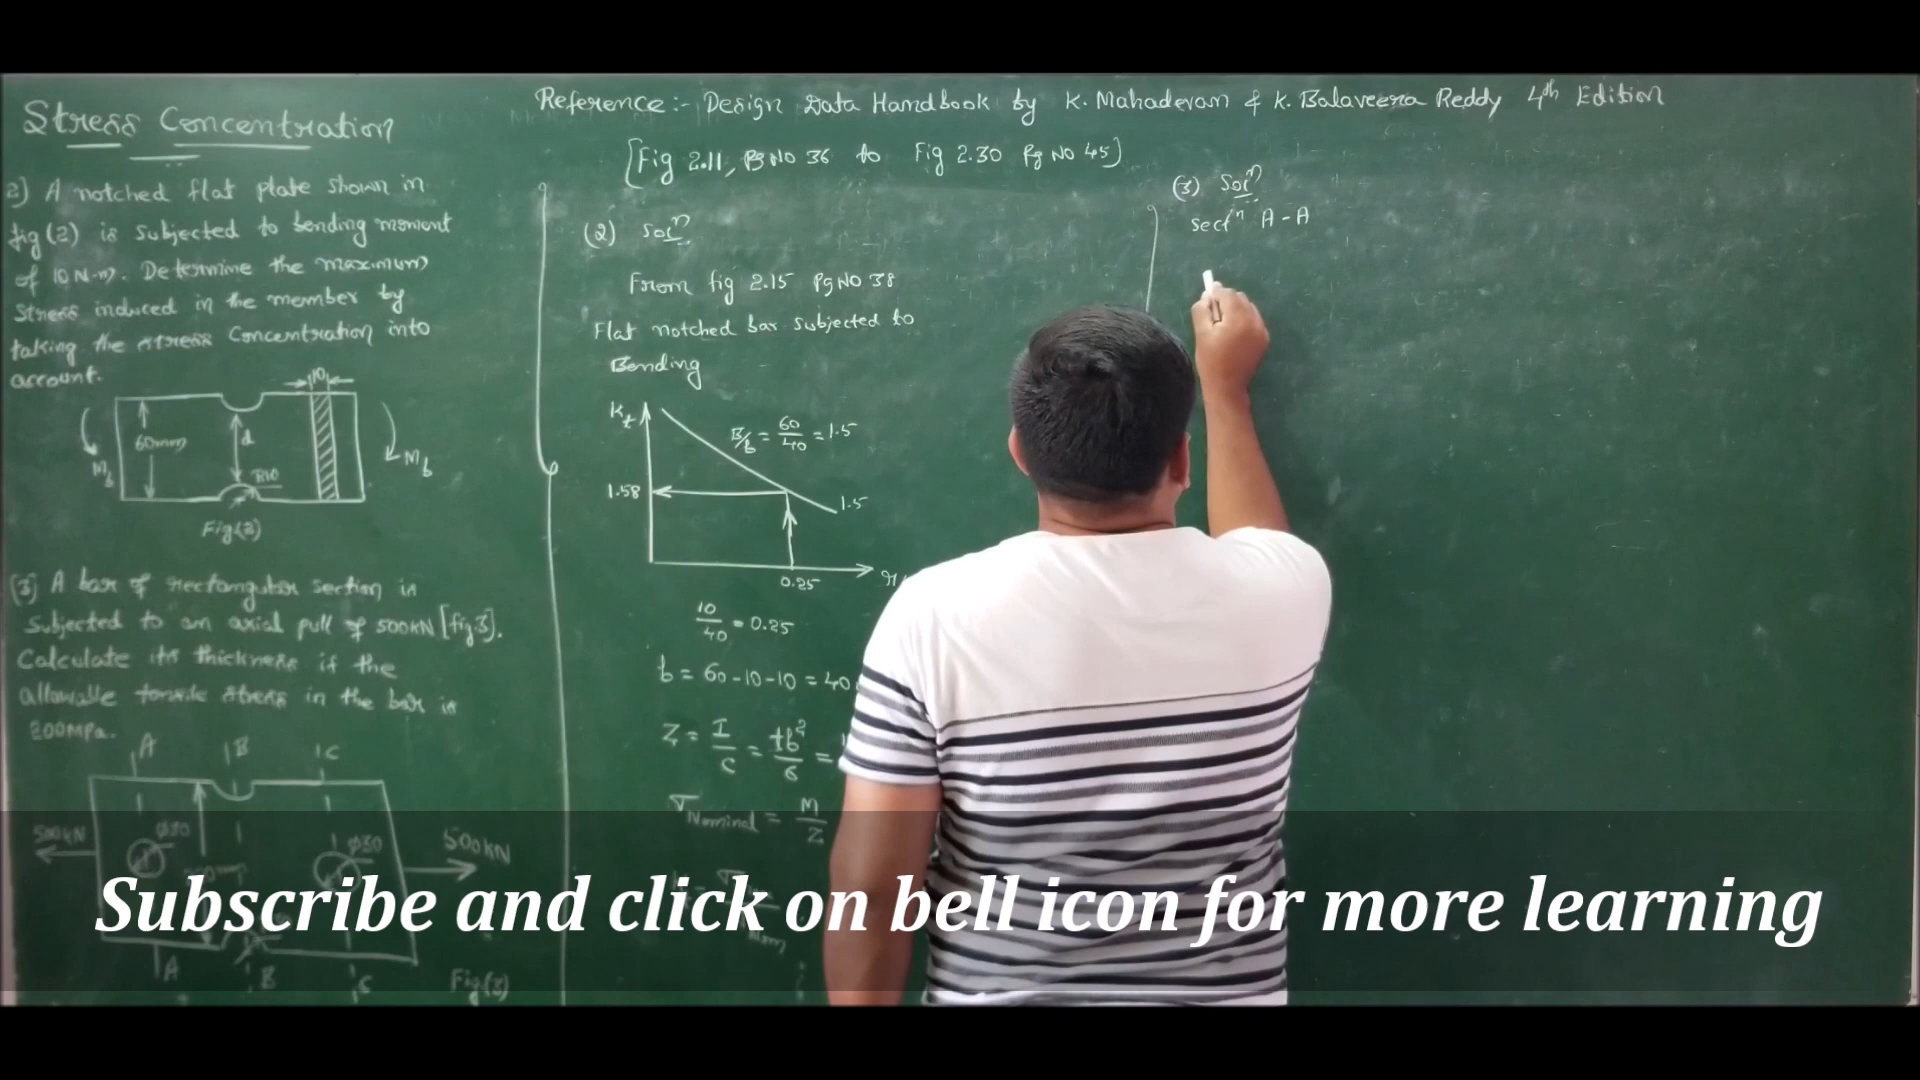 Stress Concentration
Reference:- Design Data Handbook by K. Mahadevan & K. Balaveera Reddy 4th Edition
[Fig 2.11, Pg No 36 to Fig 2.30 Pg No 45]
2) A notched flat plate shown in
fig (2) is subjected to bending moment
of 10 N-m. Determine the maximum
stress induced in the member by
taking the stress Concentration into
account.
10
60mm
d
R10
Mb
Mb
Fig(2)
(3) A bar of rectangular section is
subjected to an axial pull of 500kN [fig.3].
Calculate its thickness if the
allowable tensile stress in the bar is
200MPa.
A
B
C
500kN
500kN
Ø50
A
B
C
Fig(3)
(2) Solⁿ
From fig 2.15 Pg No 38
Flat notched bar subjected to
Bending
Kt
B/b = 60/40 = 1.5
1.58
1.5
0.25
10/40 = 0.25
b = 60-10-10 = 40
Z = I/c = tb²/6 =
σNominal = M/Z
(3) Solⁿ
Sectⁿ A-A
Subscribe and click on bell icon for more learning